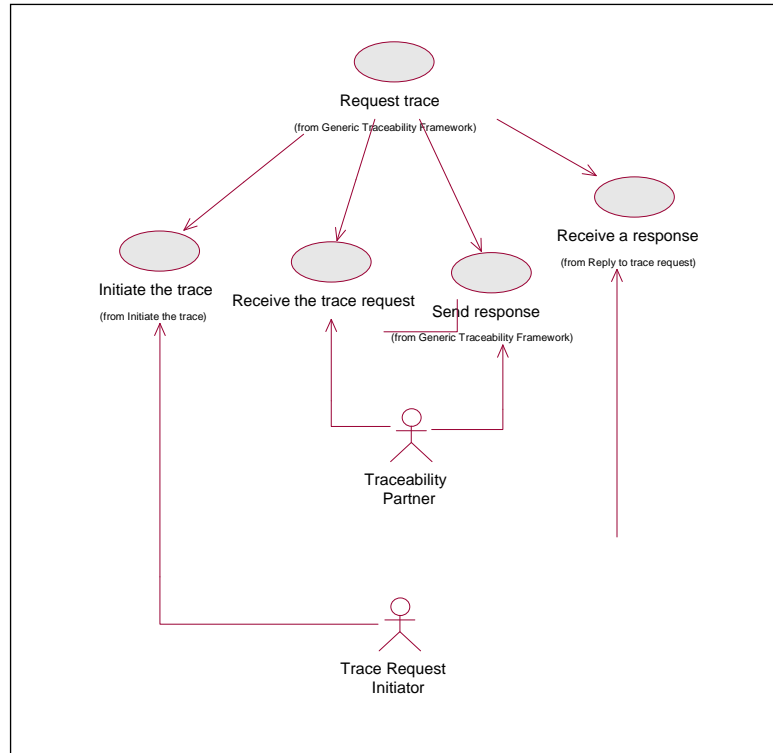 Request trace
(from Generic Traceability Framework)
Receive a response
(from Reply to trace request)
Initiate the trace
(from Initiate the trace)
Receive the trace request
Send response
(from Generic Traceability Framework)
Traceability
Partner
Trace Request
Initiator